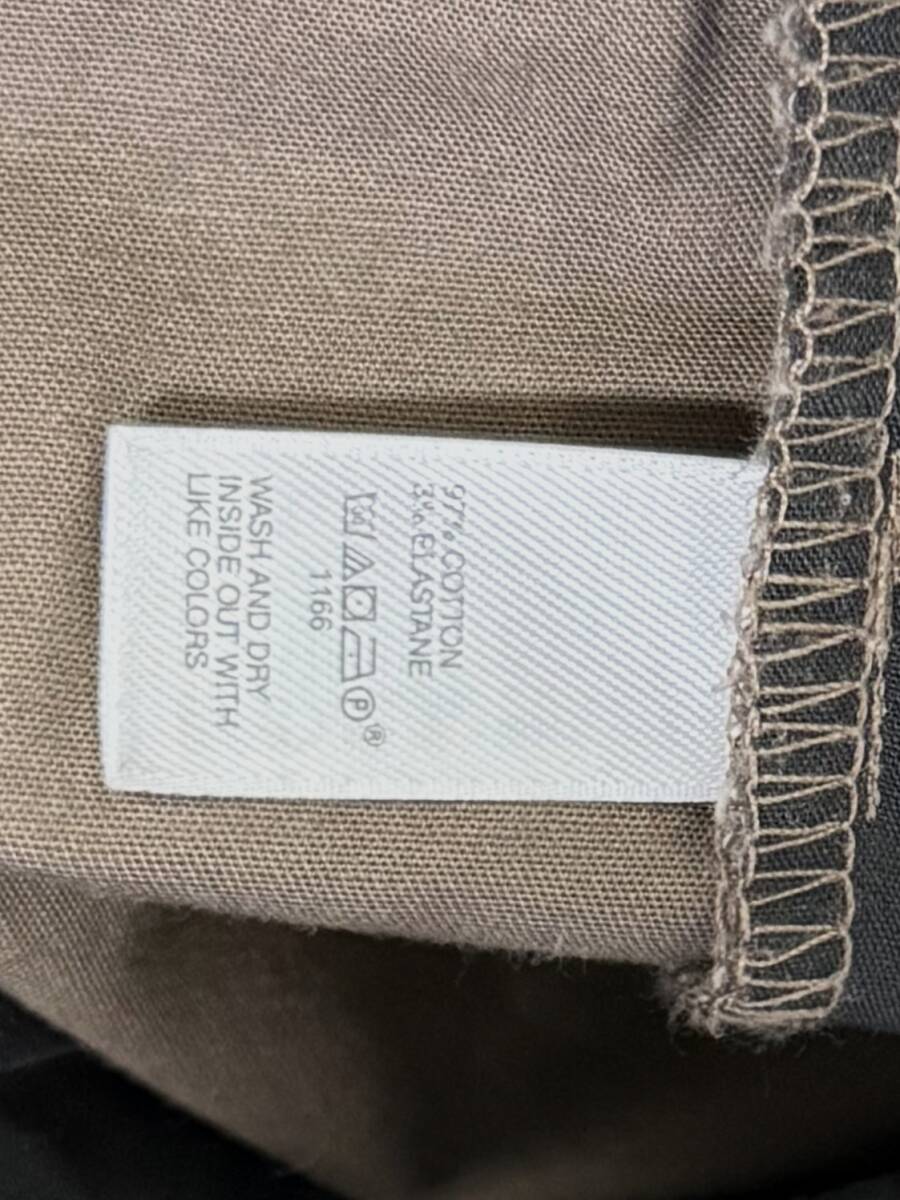 97% COTTON
3% ELASTANE
P ®
1166
WASH AND DRY
INSIDE OUT WITH
LIKE COLORS